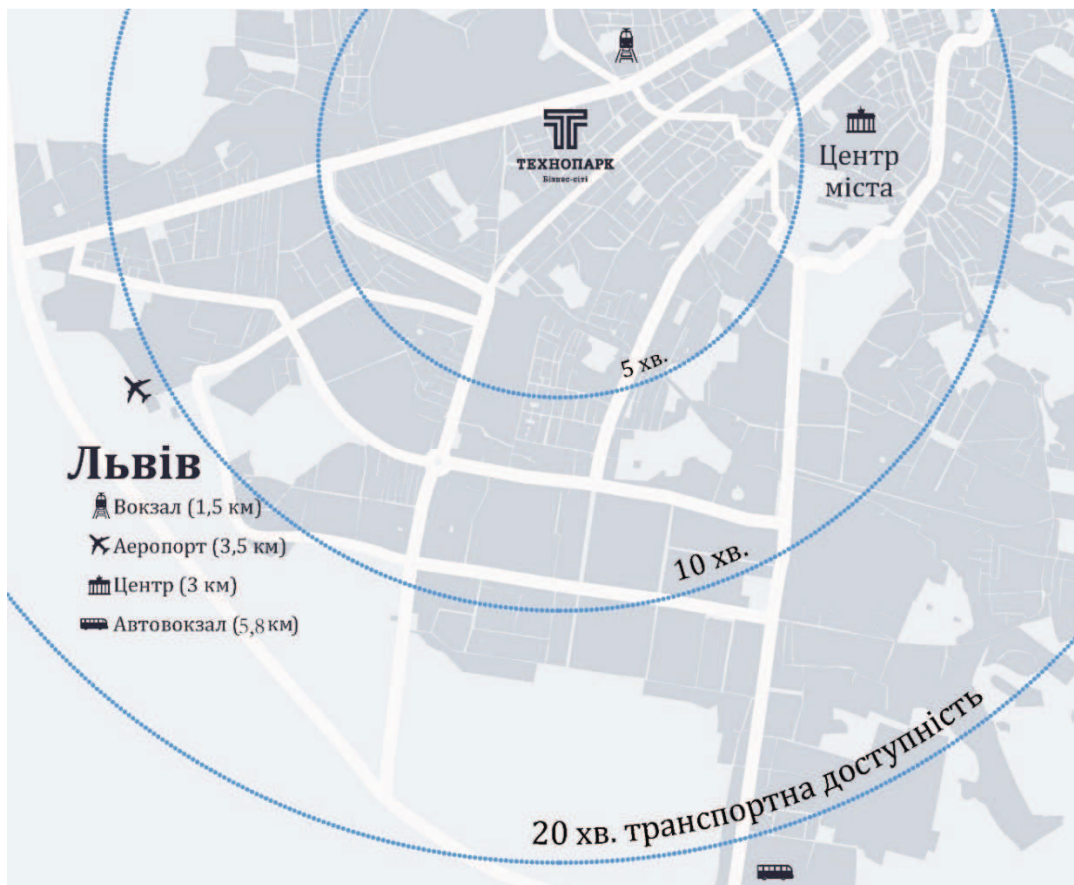 ТЕХНОПАРК
Бізнес-сіті
Центр
міста
5 хв.
Львів
Вокзал (1,5 км)
Аеропорт (3,5 км)
Центр (3 км)
Автовокзал (5,8 км)
10 хв.
20 хв. транспортна доступність